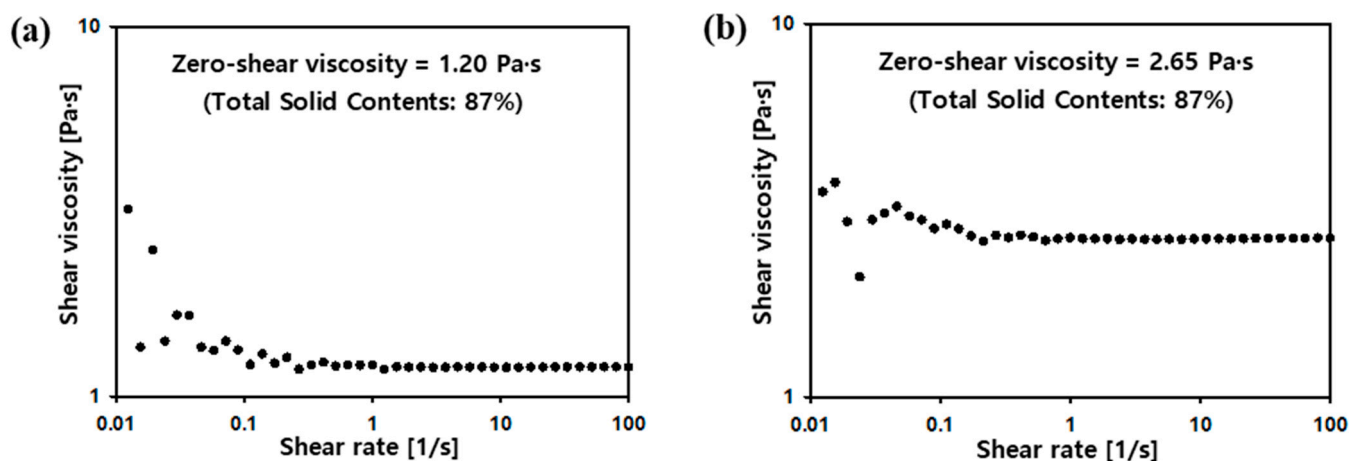 (a)
10
Zero-shear viscosity = 1.20 Pa·s
(Total Solid Contents: 87%)
Shear viscosity [Pa·s]
1
0.01 0.1 1 10 100
Shear rate [1/s]
(b)
10
Zero-shear viscosity = 2.65 Pa·s
(Total Solid Contents: 87%)
Shear viscosity [Pa·s]
1
0.01 0.1 1 10 100
Shear rate [1/s]